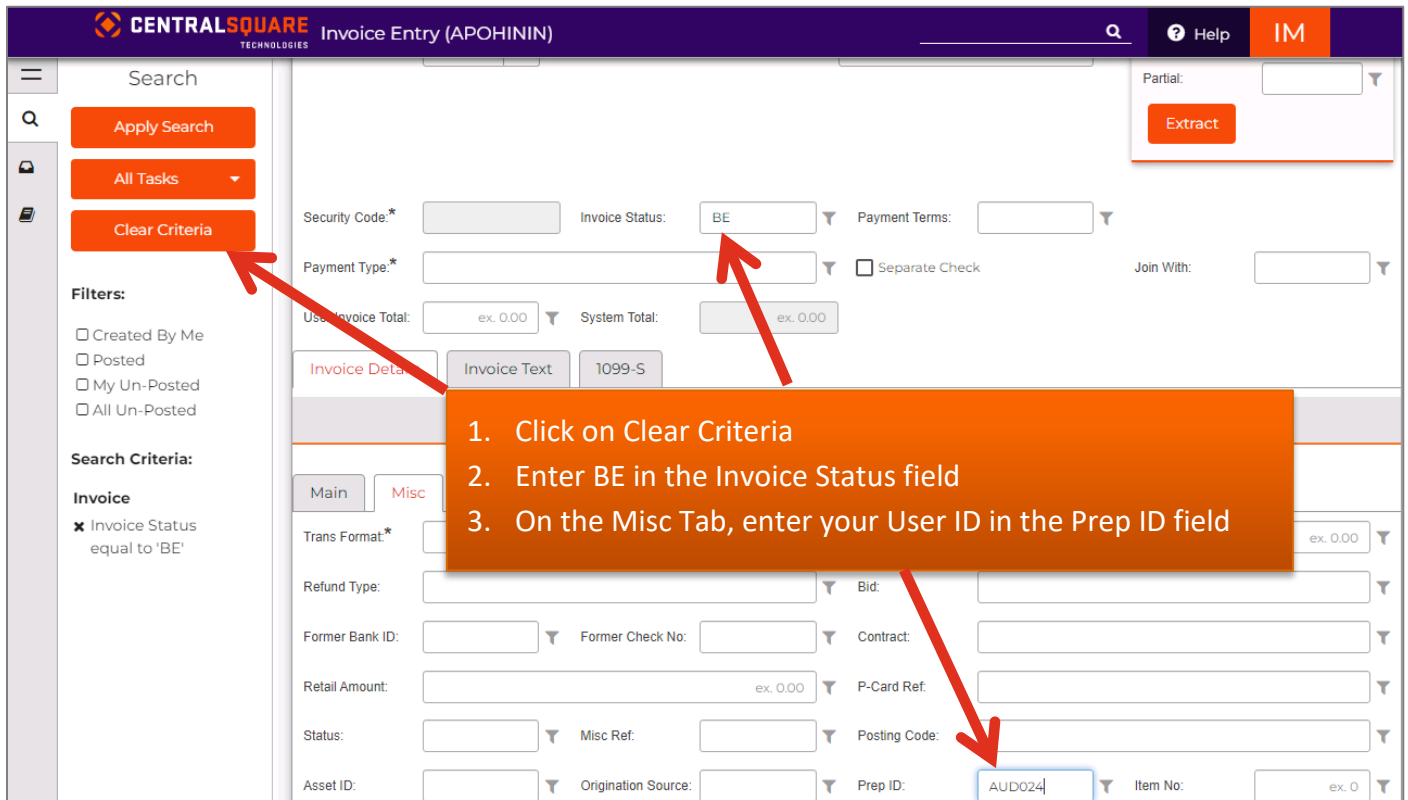 CENTRALSQUARE
TECHNOLOGIES
Invoice Entry (APOHININ)
Help
IM
Search
Apply Search
All Tasks
Clear Criteria
Filters:
Created By Me
Posted
My Un-Posted
All Un-Posted
Search Criteria:
Invoice
Invoice Status
equal to 'BE'
Partial:
Extract
Security Code:*
Invoice Status: BE
Payment Terms:
Payment Type:*
Separate Check
Join With:
User Invoice Total: ex. 0.00
System Total: ex. 0.00
Invoice Detail
Invoice Text
1099-S
1. Click on Clear Criteria
2. Enter BE in the Invoice Status field
3. On the Misc Tab, enter your User ID in the Prep ID field
Main
Misc
Trans Format:*
ex. 0.00
Refund Type:
Bid:
Former Bank ID:
Former Check No:
Contract:
Retail Amount: ex. 0.00
P-Card Ref:
Status:
Misc Ref:
Posting Code:
Asset ID:
Origination Source:
Prep ID: AUD024
Item No: ex. 0